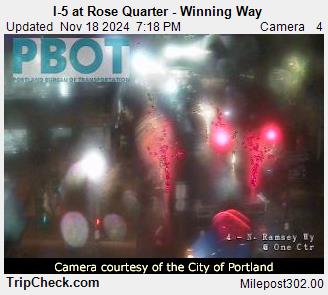 I-5 at Rose Quarter - Winning Way
Updated Nov 18 2024 7:18 PM Camera 4
PBOT
PORTLAND BUREAU OF TRANSPORTATION
4 - N. Ramsey Wy
@ One Ctr
Camera courtesy of the City of Portland
TripCheck.com Milepost302.00